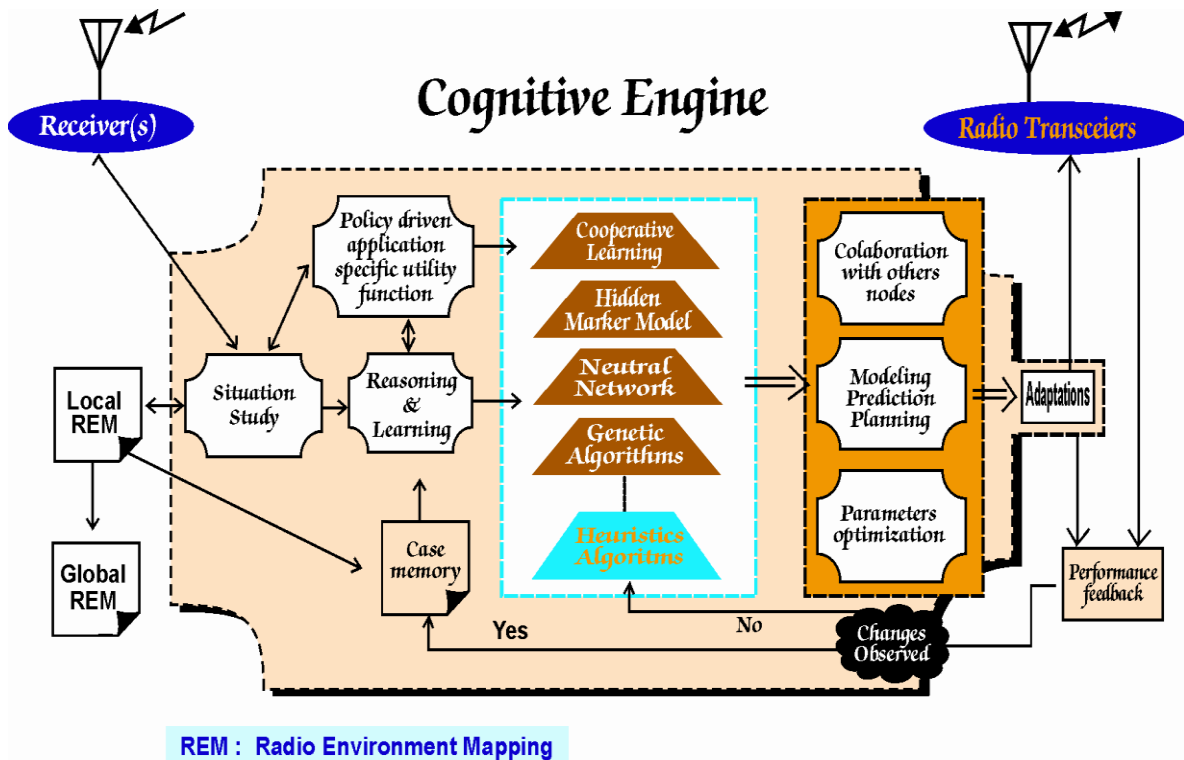 Cognitive Engine
Receiver(s)
Radio Transceiers
Policy driven
application
specific utility
function
Cooperative
Learning
Hidden
Marker Model
Neutral
Network
Genetic
Algorithms
Heuristics
Algoritms
Colaboration
with others
nodes
Modeling
Prediction
Planning
Parameters
optimization
Adaptations
Local
REM
Situation
Study
Reasoning
&
Learning
Global
REM
Case
memory
Performance
feedback
Yes
No
Changes
Observed
REM : Radio Environment Mapping